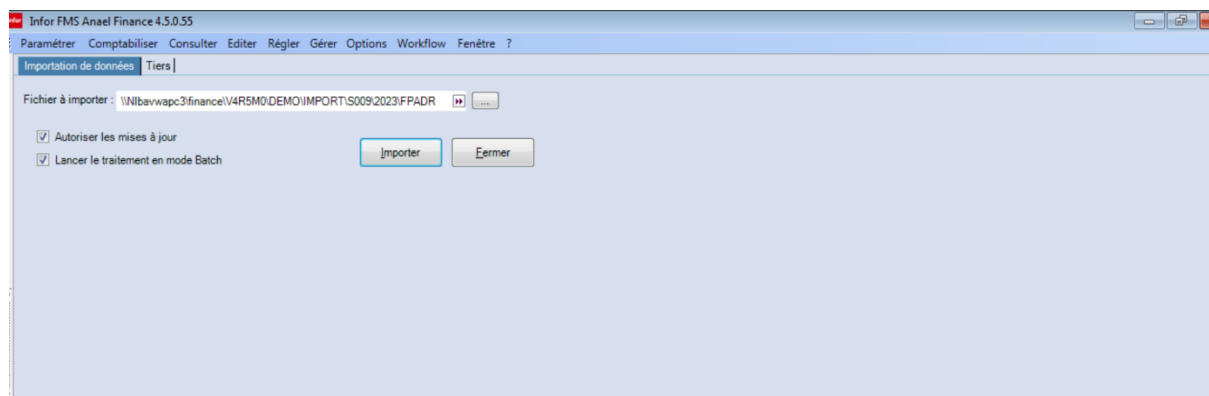 infor Infor FMS Anael Finance 4.5.0.55
Paramétrer Comptabiliser Consulter Editer Régler Gérer Options Workflow Fenêtre ?
Importation de données Tiers
Fichier à importer : \\NIbavwapc3\finance\V4R5M0\DEMO\IMPORT\S009\2023\FPADR ...
Autoriser les mises à jour
Lancer le traitement en mode Batch
Importer Fermer